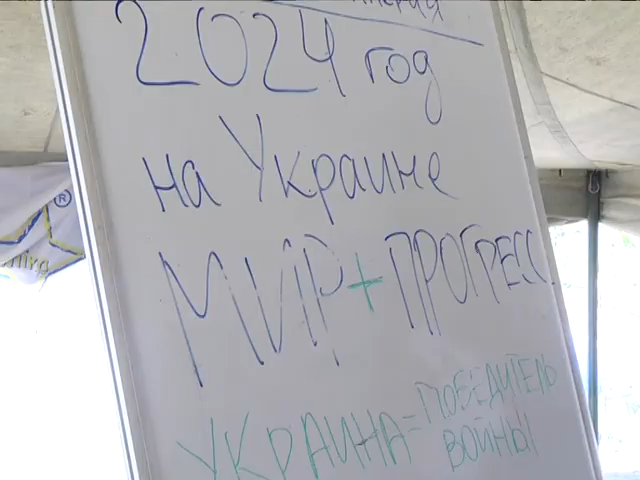 2024 год
на Украине
МИР + ПРОГРЕСС
УКРАИНА = ПОБЕДИТЕЛЬ
ВОЙНЫ
®